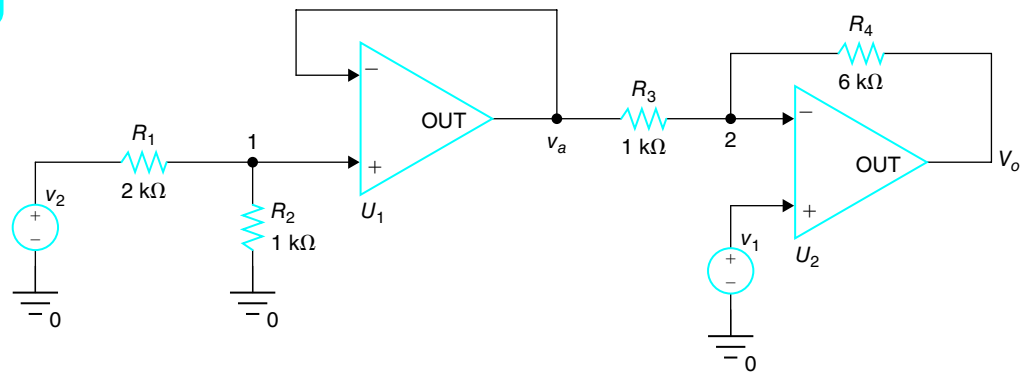 R4
6 kΩ
−
OUT
R3
R1
1
va
1 kΩ
2
−
OUT
Vo
+
2 kΩ
U1
v2
R2
1 kΩ
+
v1
U2
+
−
+
−
0
0
0